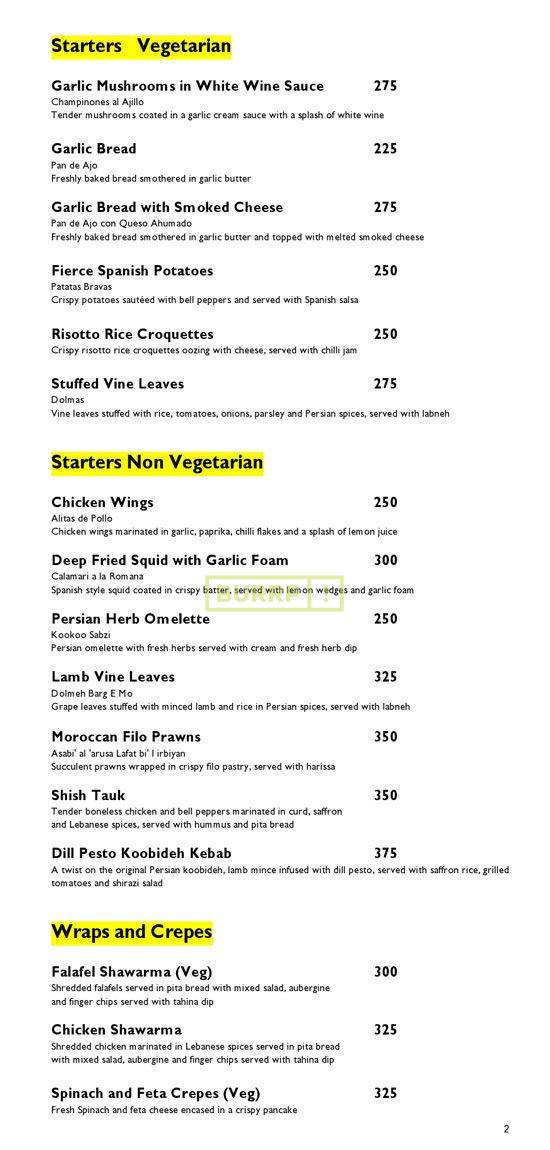 Starters Vegetarian
Garlic Mushrooms in White Wine Sauce 275
Champinones al Ajillo
Tender mushrooms coated in a garlic cream sauce with a splash of white wine
Garlic Bread 225
Pan de Ajo
Freshly baked bread smothered in garlic butter
Garlic Bread with Smoked Cheese 275
Pan de Ajo con Queso Ahumado
Freshly baked bread smothered in garlic butter and topped with melted smoked cheese
Fierce Spanish Potatoes 250
Patatas Bravas
Crispy potatoes sautéed with bell peppers and served with Spanish salsa
Risotto Rice Croquettes 250
Crispy risotto rice croquettes oozing with cheese, served with chilli jam
Stuffed Vine Leaves 275
Dolmas
Vine leaves stuffed with rice, tomatoes, onions, parsley and Persian spices, served with labneh
Starters Non Vegetarian
Chicken Wings 250
Alitas de Pollo
Chicken wings marinated in garlic, paprika, chilli flakes and a splash of lemon juice
Deep Fried Squid with Garlic Foam 300
Calamari a la Romana
Spanish style squid coated in crispy batter, served with lemon wedges and garlic foam
BURRP!
Persian Herb Omelette 250
Kookoo Sabzi
Persian omelette with fresh herbs served with cream and fresh herb dip
Lamb Vine Leaves 325
Dolmeh Barg E Mo
Grape leaves stuffed with minced lamb and rice in Persian spices, served with labneh
Moroccan Filo Prawns 350
Asabi' al 'arusa Lafat bi' l irbiyan
Succulent prawns wrapped in crispy filo pastry, served with harissa
Shish Tauk 350
Tender boneless chicken and bell peppers marinated in curd, saffron
and Lebanese spices, served with hummus and pita bread
Dill Pesto Koobideh Kebab 375
A twist on the original Persian koobideh, lamb mince infused with dill pesto, served with saffron rice, grilled
tomatoes and shirazi salad
Wraps and Crepes
Falafel Shawarma (Veg) 300
Shredded falafels served in pita bread with mixed salad, aubergine
and finger chips served with tahina dip
Chicken Shawarma 325
Shredded chicken marinated in Lebanese spices served in pita bread
with mixed salad, aubergine and finger chips served with tahina dip
Spinach and Feta Crepes (Veg) 325
Fresh Spinach and feta cheese encased in a crispy pancake
2